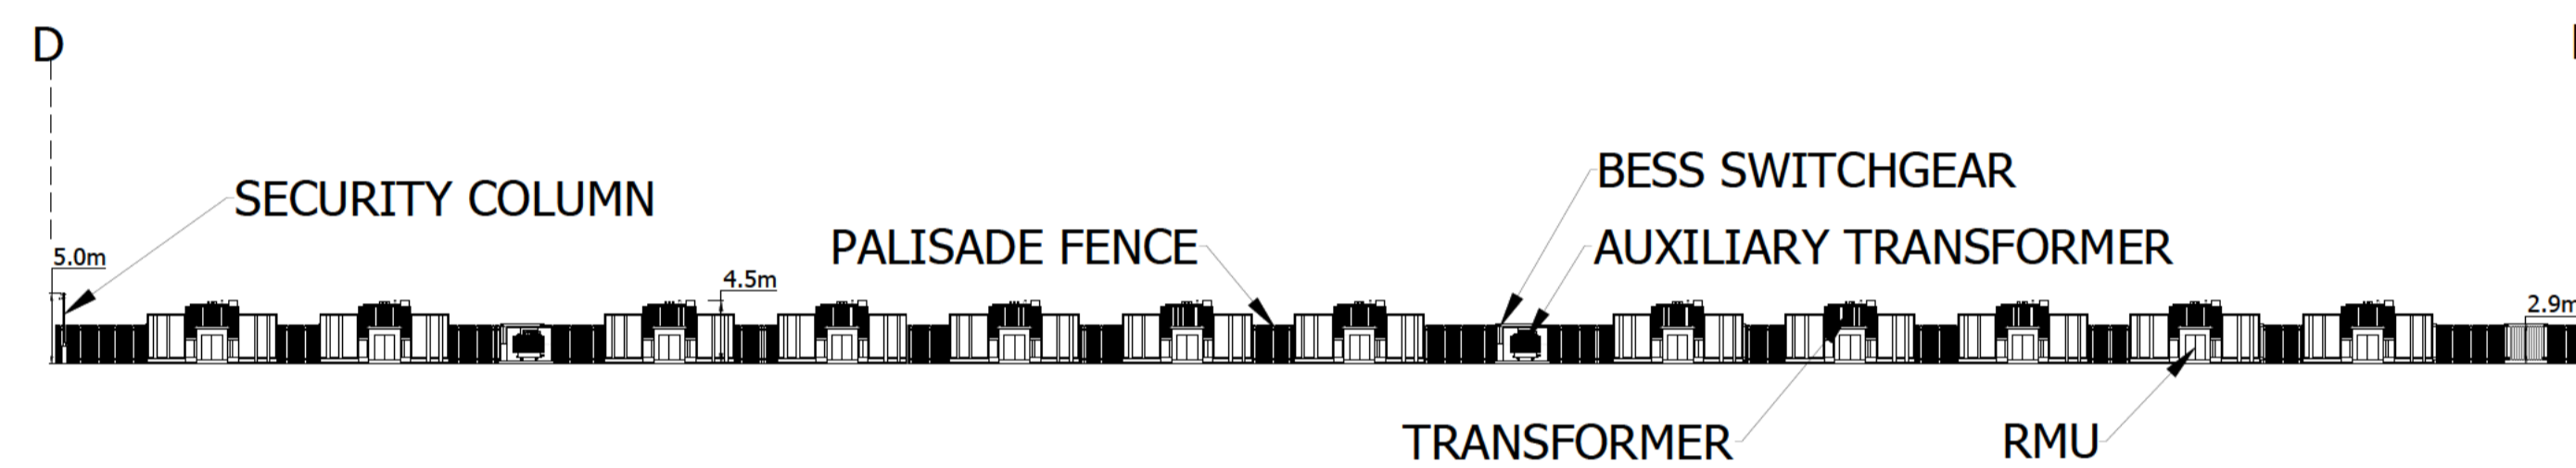 D
SECURITY COLUMN
5.0m
4.5m
PALISADE FENCE
BESS SWITCHGEAR
AUXILIARY TRANSFORMER
2.9m
TRANSFORMER
RMU